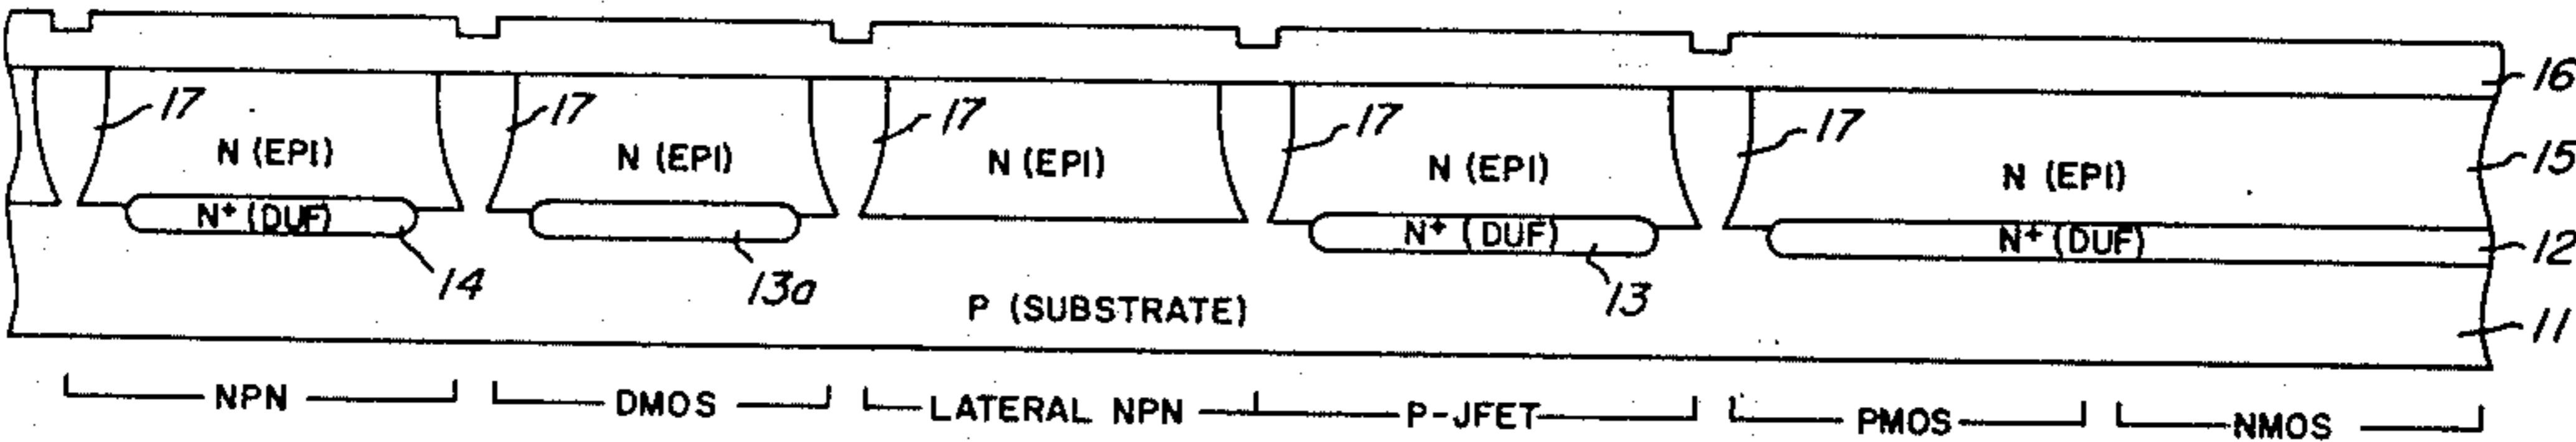 16
17 17 17 17 17
N (EPI) N (EPI) N (EPI) N (EPI) N (EPI) 15
N+ (DUF) N+ (DUF) N+ (DUF) 12
14 13a 13
P (SUBSTRATE) 11
NPN DMOS LATERAL NPN P-JFET PMOS NMOS